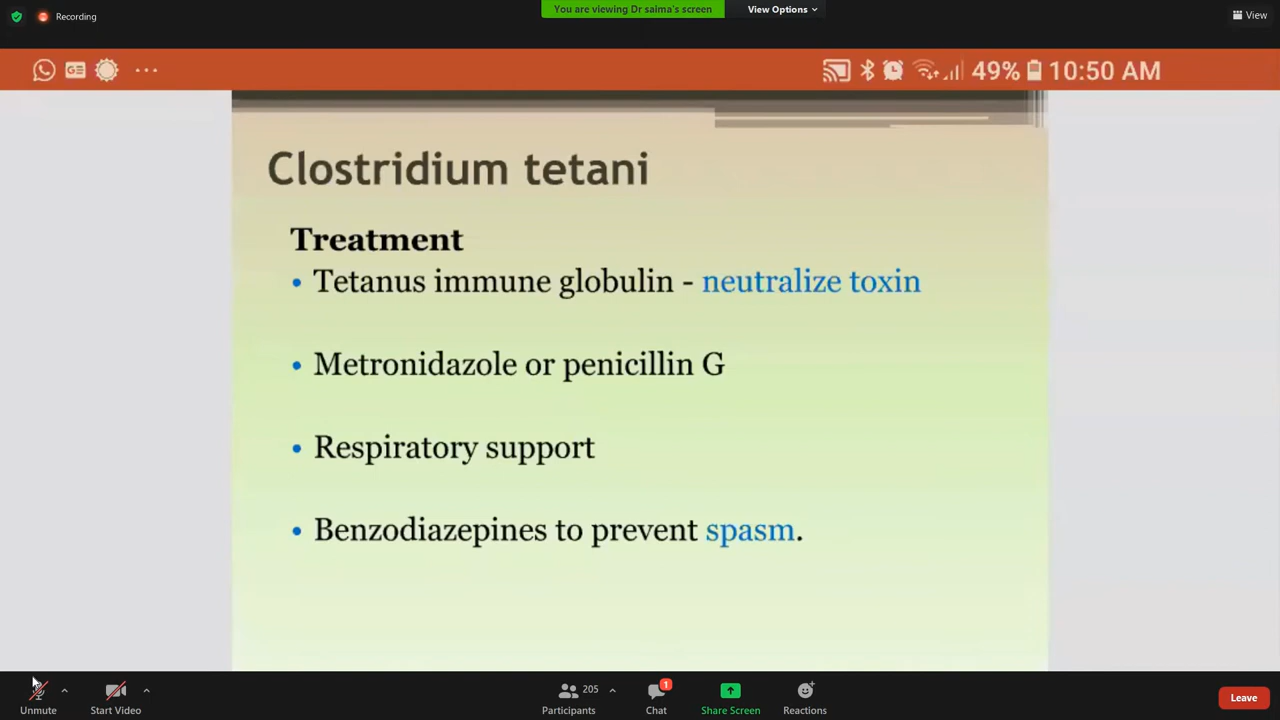 Recording
You are viewing Dr saima's screen
View Options
View
GE
49%
10:50 AM
Clostridium tetani
Treatment
• Tetanus immune globulin - neutralize toxin
• Metronidazole or penicillin G
• Respiratory support
• Benzodiazepines to prevent spasm.
Unmute
Start Video
205
Participants
1
Chat
Share Screen
Reactions
Leave